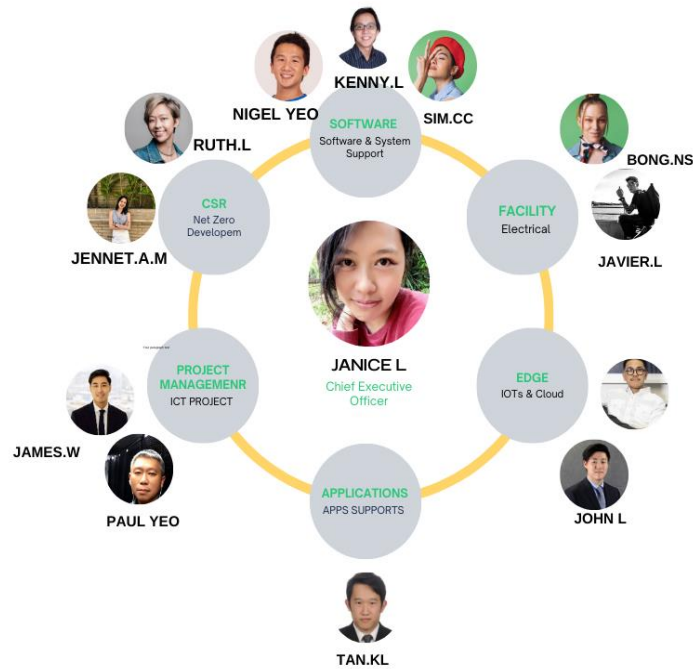 KENNY.L
NIGEL YEO
SIM.CC
SOFTWARE
Software & System
Support
RUTH.L
BONG.NS
CSR
Net Zero
Developem
FACILITY
Electrical
JENNET.A.M
JAVIER.L
JANICE L
Chief Executive
Officer
PROJECT
MANAGEMENR
ICT PROJECT
EDGE
IOTs & Cloud
JAMES.W
PAUL YEO
JOHN L
APPLICATIONS
APPS SUPPORTS
TAN.KL